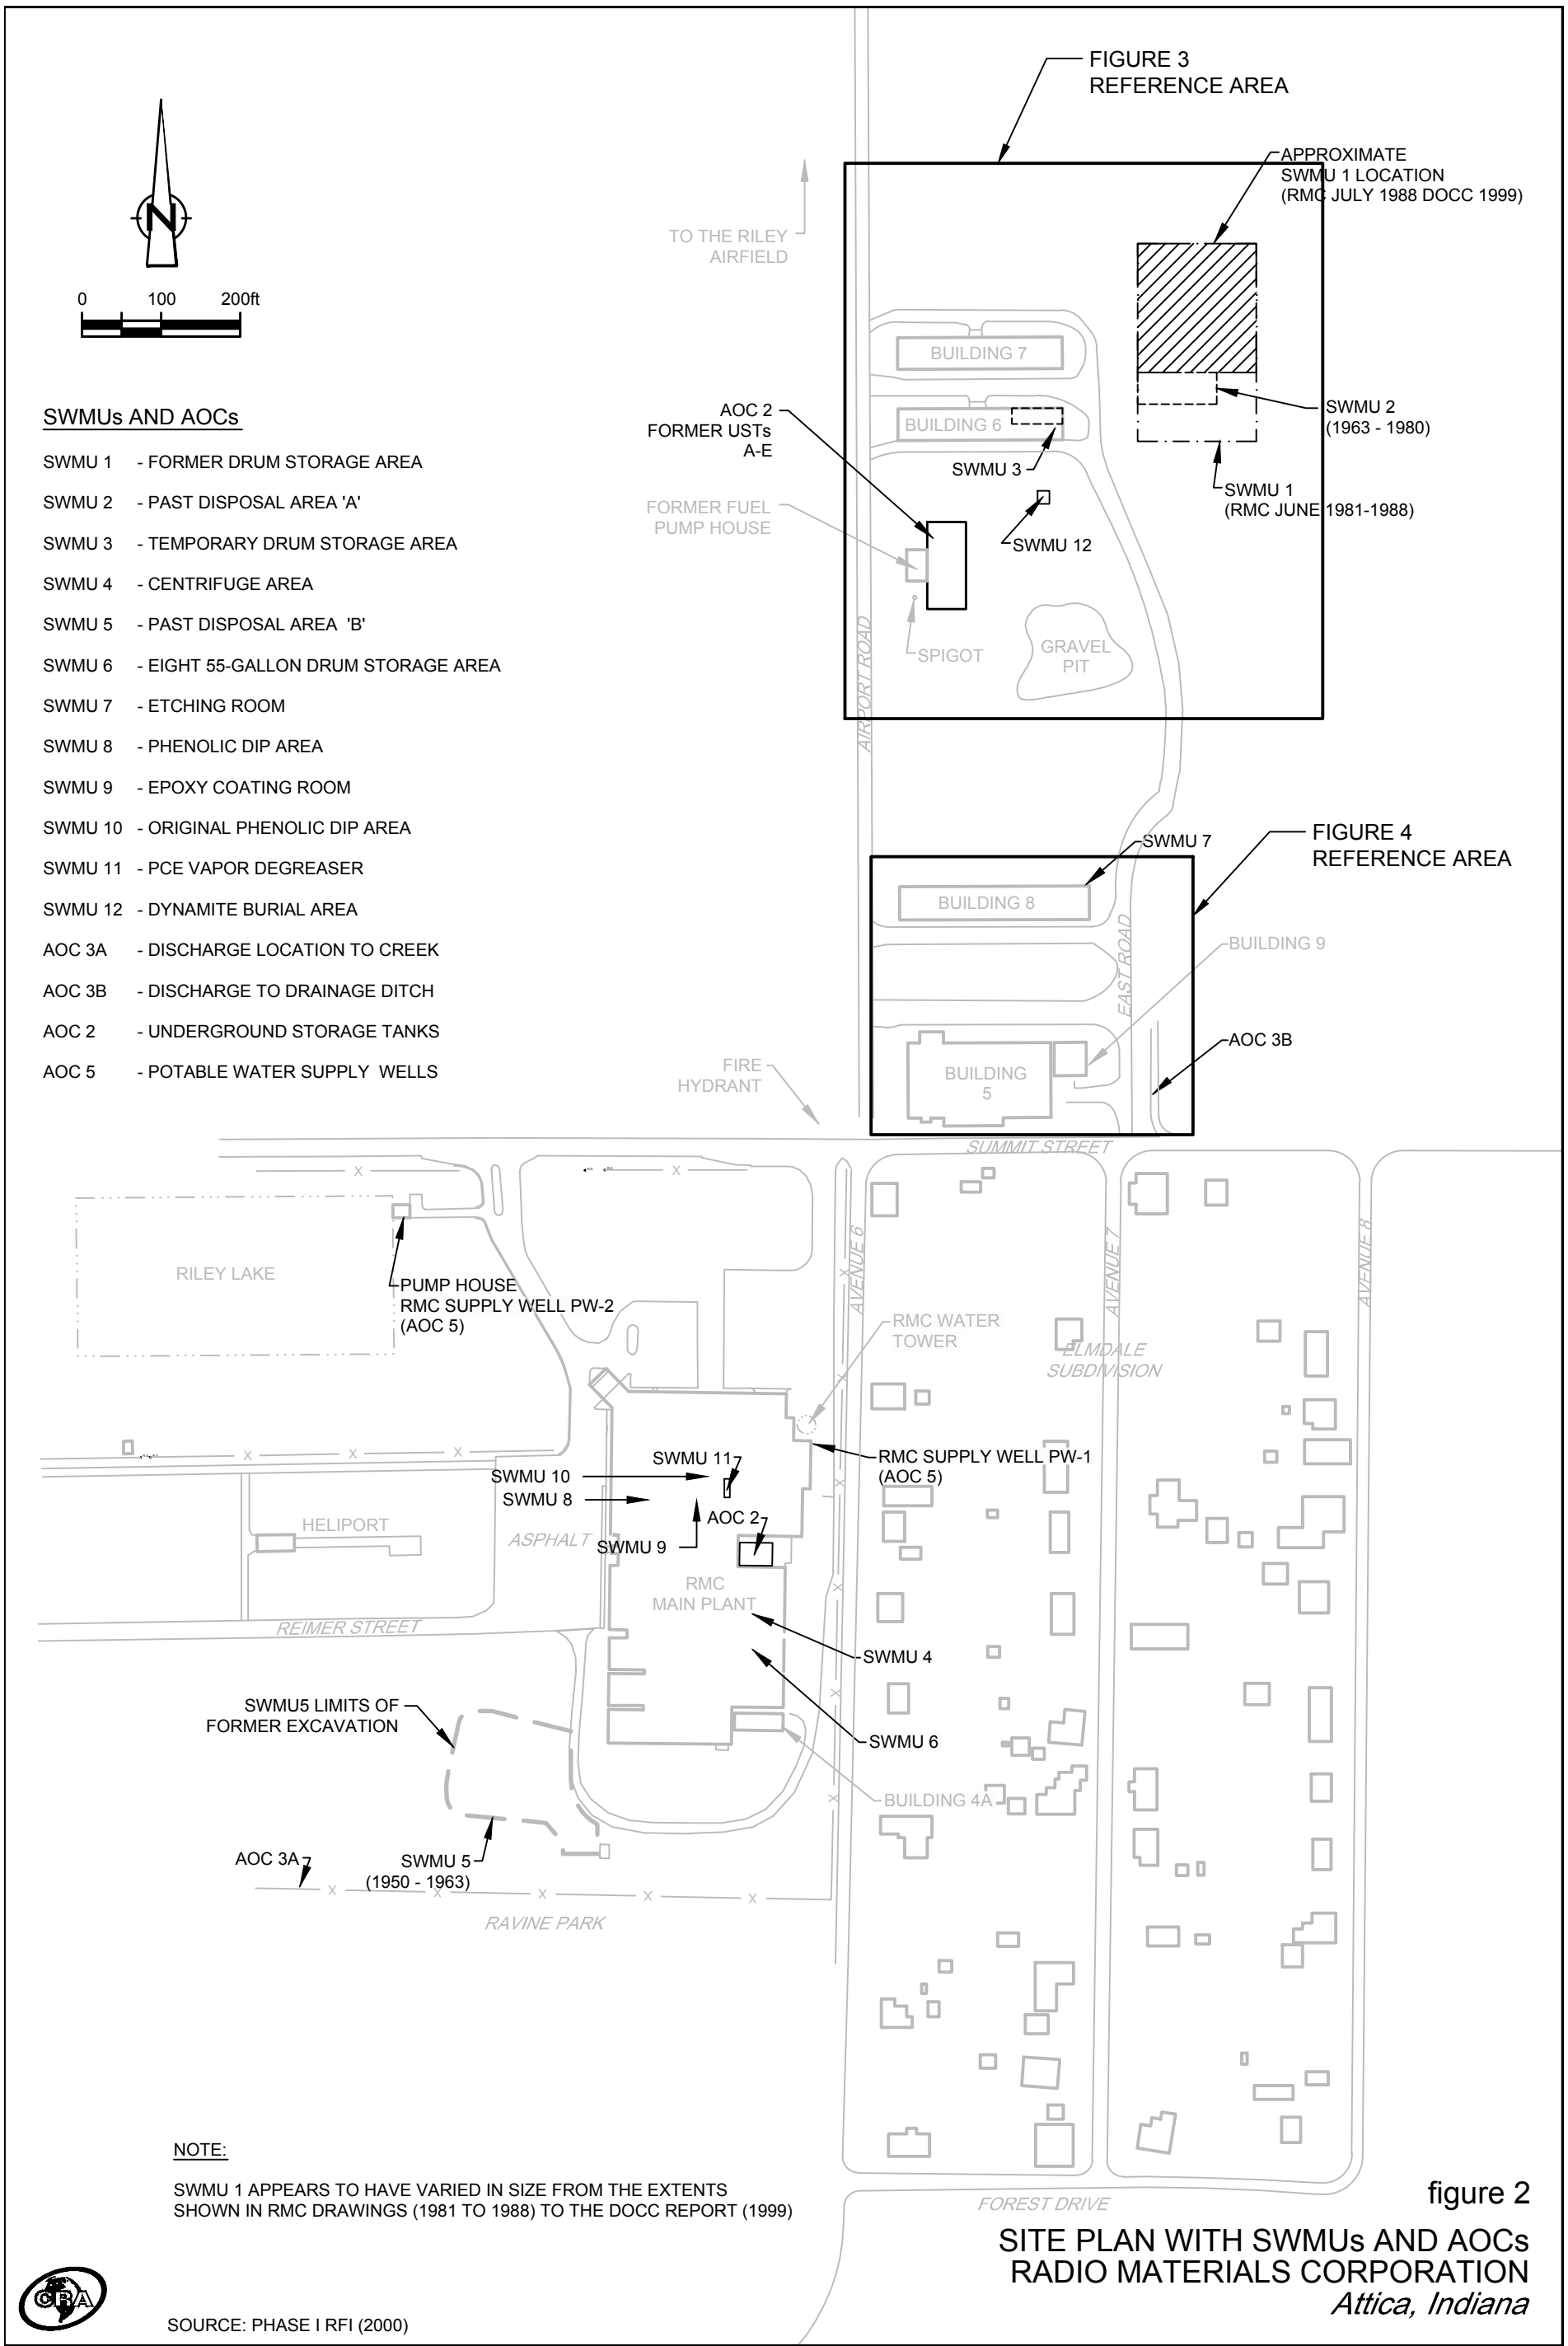 FIGURE 3
REFERENCE AREA
APPROXIMATE
SWMU 1 LOCATION
(RMC JULY 1988 DOCC 1999)
N
TO THE RILEY
AIRFIELD
0 100 200ft
BUILDING 7
SWMUs AND AOCs
AOC 2
FORMER USTs
A-E
BUILDING 6
SWMU 2
(1963 - 1980)
SWMU 3
SWMU 1
(RMC JUNE 1981-1988)
FORMER FUEL
PUMP HOUSE
SWMU 12
SPIGOT
GRAVEL
PIT
AIRPORT ROAD
SWMU 1 - FORMER DRUM STORAGE AREA
SWMU 2 - PAST DISPOSAL AREA 'A'
SWMU 3 - TEMPORARY DRUM STORAGE AREA
SWMU 4 - CENTRIFUGE AREA
SWMU 5 - PAST DISPOSAL AREA 'B'
SWMU 6 - EIGHT 55-GALLON DRUM STORAGE AREA
SWMU 7 - ETCHING ROOM
SWMU 8 - PHENOLIC DIP AREA
SWMU 9 - EPOXY COATING ROOM
SWMU 10 - ORIGINAL PHENOLIC DIP AREA
SWMU 11 - PCE VAPOR DEGREASER
SWMU 12 - DYNAMITE BURIAL AREA
AOC 3A - DISCHARGE LOCATION TO CREEK
AOC 3B - DISCHARGE TO DRAINAGE DITCH
AOC 2 - UNDERGROUND STORAGE TANKS
AOC 5 - POTABLE WATER SUPPLY WELLS
SWMU 7
FIGURE 4
REFERENCE AREA
BUILDING 8
EAST ROAD
BUILDING 9
AOC 3B
BUILDING
5
FIRE
HYDRANT
SUMMIT STREET
X
X
AVENUE 6
AVENUE 7
AVENUE 8
RILEY LAKE
PUMP HOUSE
RMC SUPPLY WELL PW-2
(AOC 5)
X
RMC WATER
TOWER
ELMDALE
SUBDIVISION
X
X X X
RMC SUPPLY WELL PW-1
(AOC 5)
SWMU 11
SWMU 10
SWMU 8
AOC 2
SWMU 9
X
HELIPORT
ASPHALT
RMC
MAIN PLANT
X
REIMER STREET
SWMU 4
X
SWMU5 LIMITS OF
FORMER EXCAVATION
SWMU 6
BUILDING 4A
X
AOC 3A
SWMU 5
(1950 - 1963)
X X X X X
RAVINE PARK
NOTE:
SWMU 1 APPEARS TO HAVE VARIED IN SIZE FROM THE EXTENTS
SHOWN IN RMC DRAWINGS (1981 TO 1988) TO THE DOCC REPORT (1999)
FOREST DRIVE
figure 2
SITE PLAN WITH SWMUs AND AOCs
RADIO MATERIALS CORPORATION
Attica, Indiana
CRA
SOURCE: PHASE I RFI (2000)